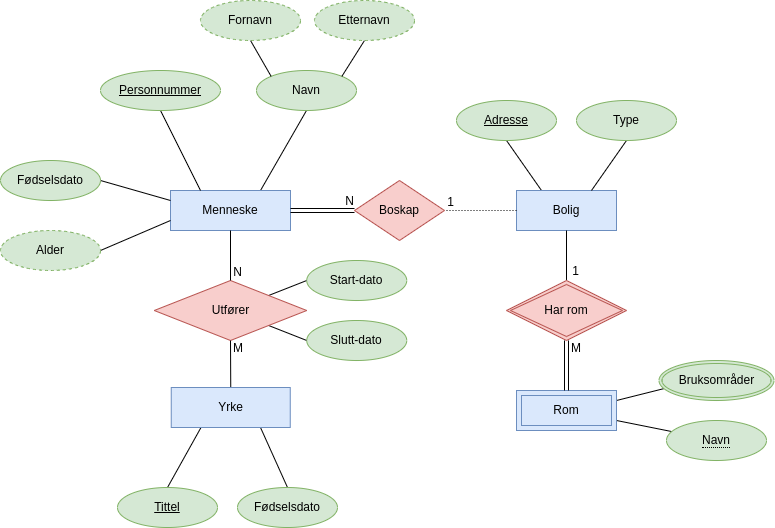 Fornavn
Etternavn
Personnummer
Navn
Adresse
Type
Fødselsdato
Menneske
N
Boskap
1
Bolig
Alder
N
Start-dato
1
Utfører
Har rom
Slutt-dato
M
M
Bruksområder
Yrke
Rom
Navn
Tittel
Fødselsdato